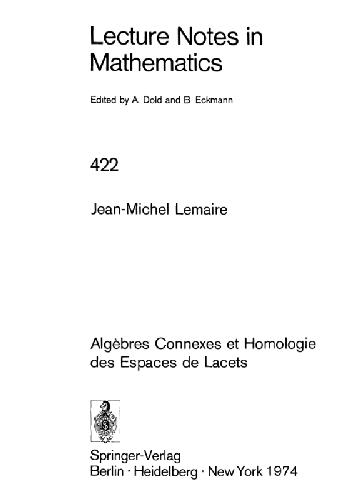 Lecture Notes in
Mathematics
Edited by A. Dold and B. Eckmann
422
Jean-Michel Lemaire
Algèbres Connexes et Homologie
des Espaces de Lacets
Springer-Verlag
Berlin · Heidelberg · New York 1974